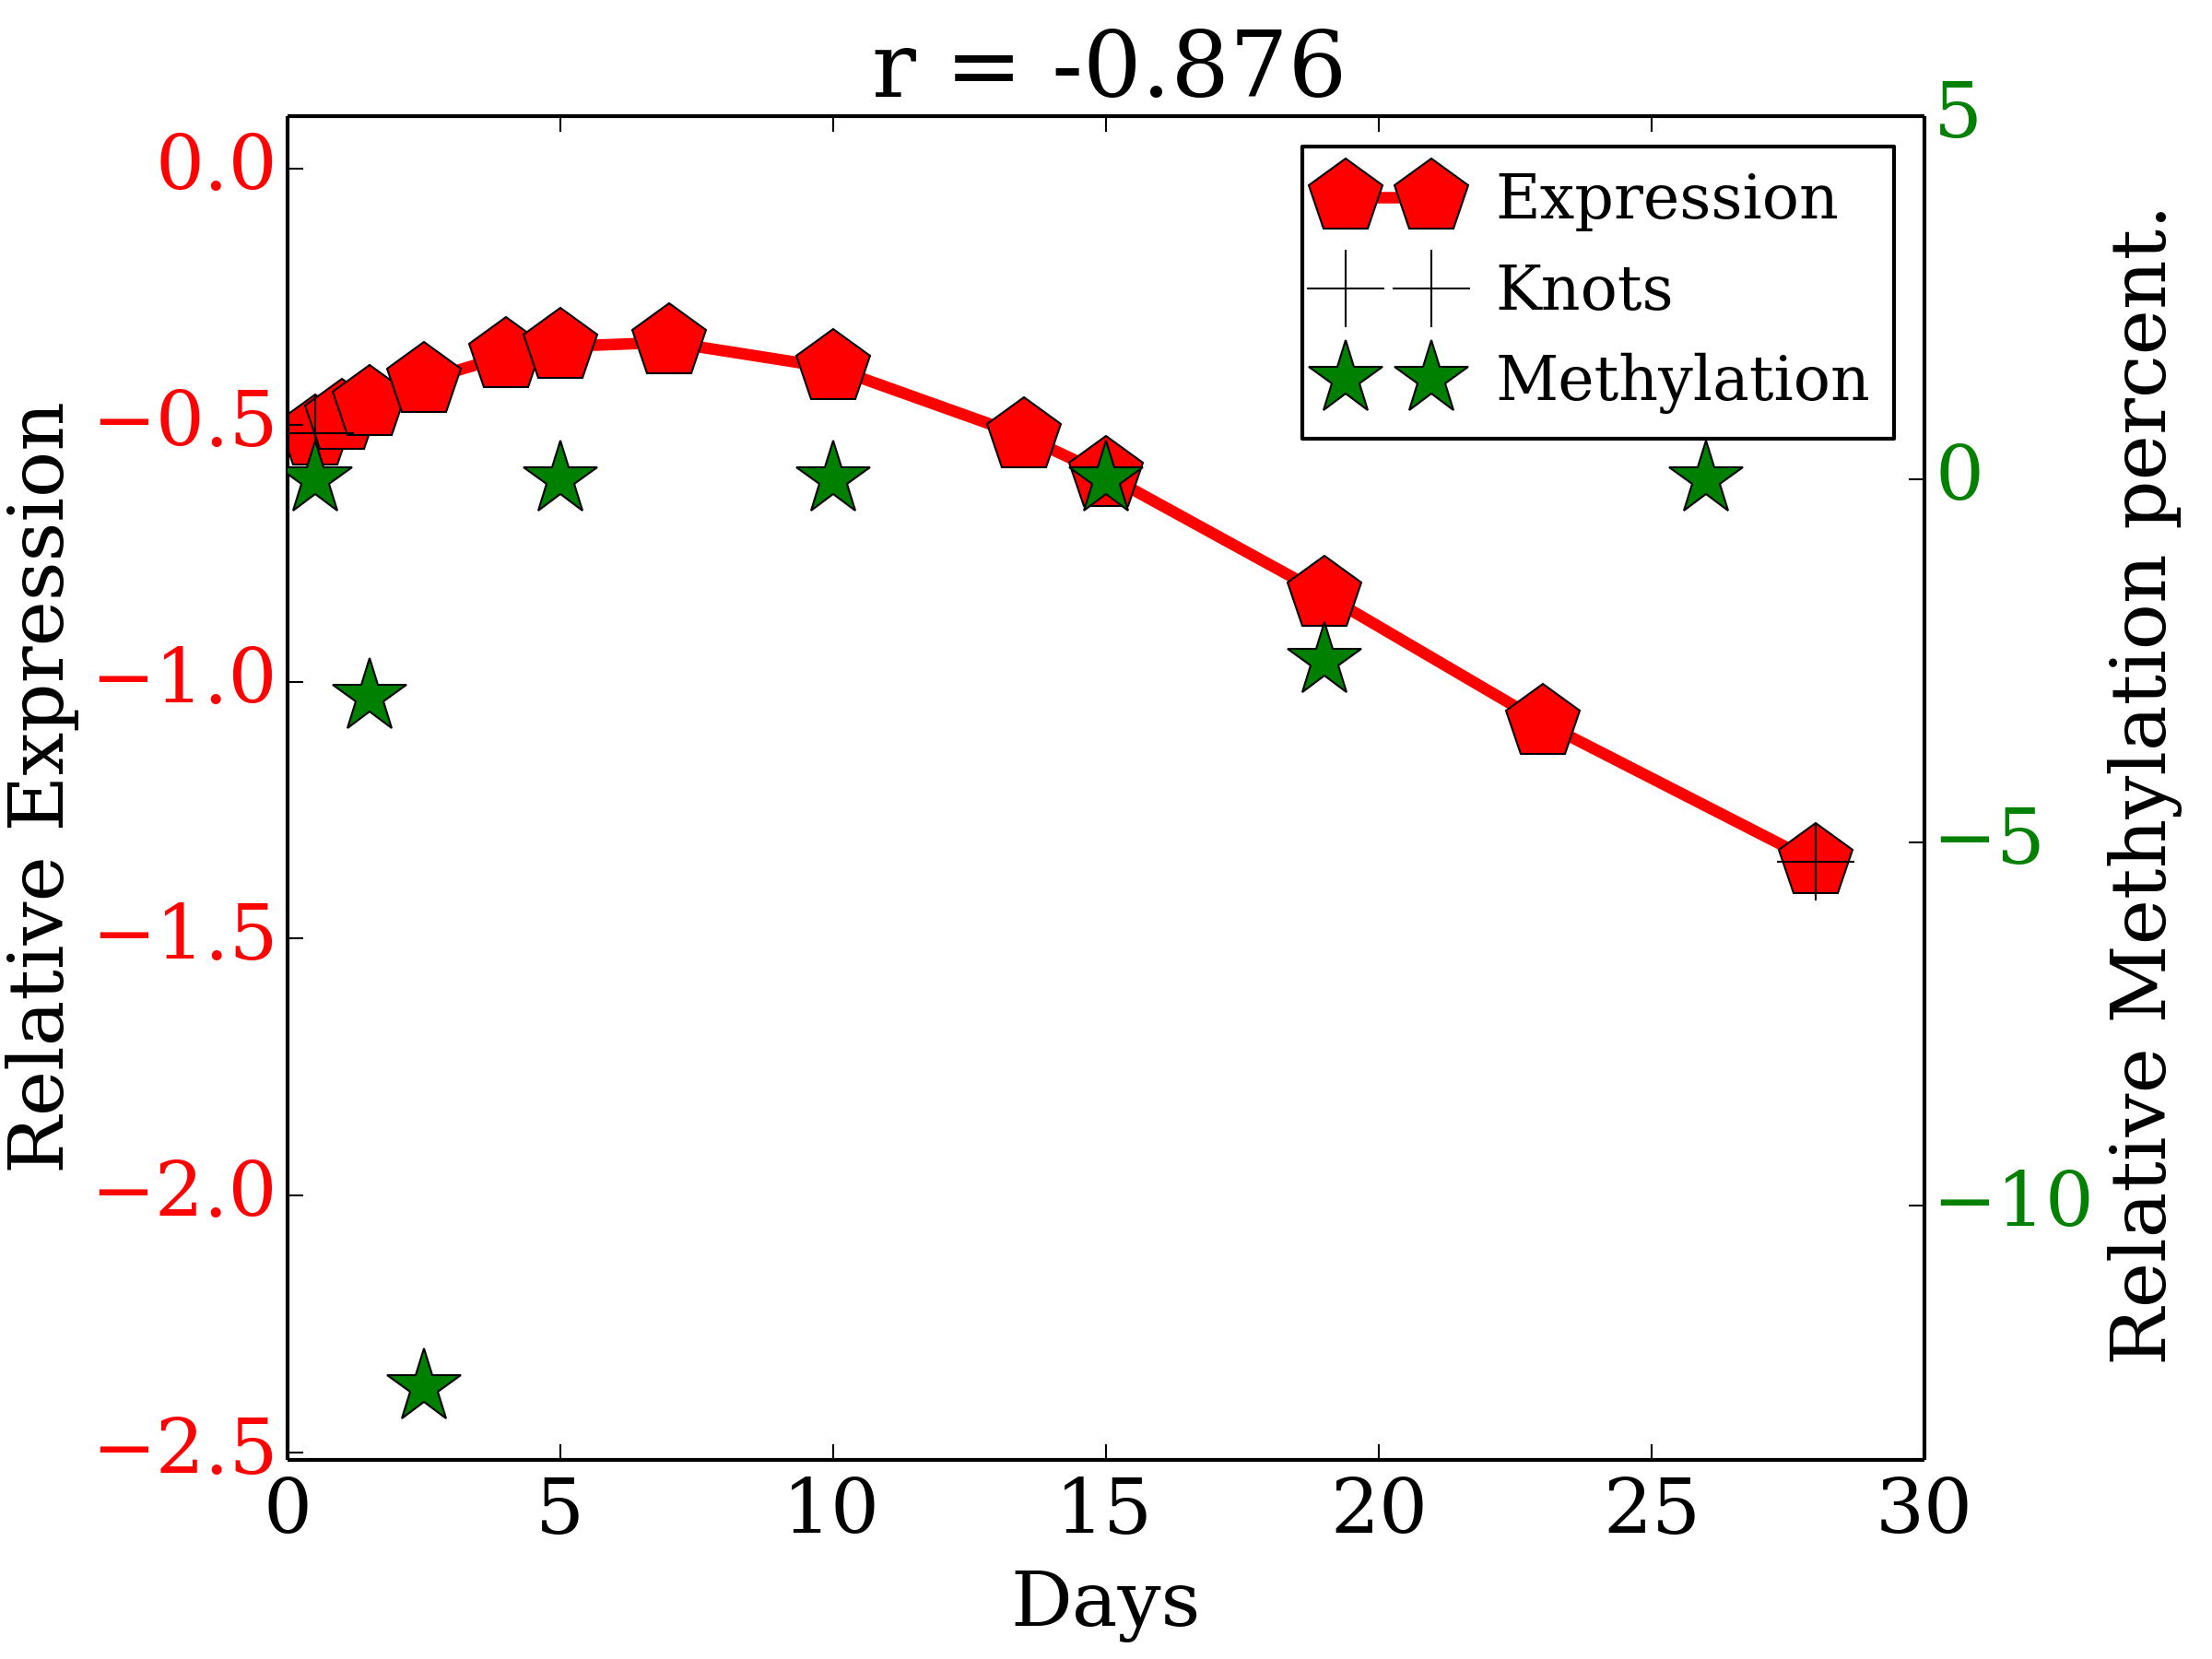 r = -0.876
0.0
−0.5
−1.0
−1.5
−2.0
−2.5
Relative Expression
Expression
Knots
Methylation
5
0
−5
−10
Relative Methylation percent.
0 5 10 15 20 25 30
Days